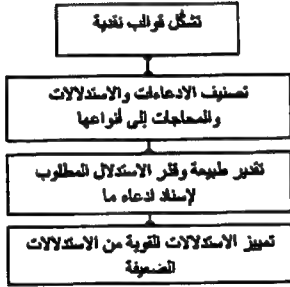 تشكل قوالب نقدية
تصنيف الادعاءات والاستدلالات
والمحاجات إلى أنواعها
تقدير طبيعة وقدر الاستدلال المطلوب
لإسناد ادعاء ما
تمييز الاستدلالات القوية من الاستدلالات
الضعيفة